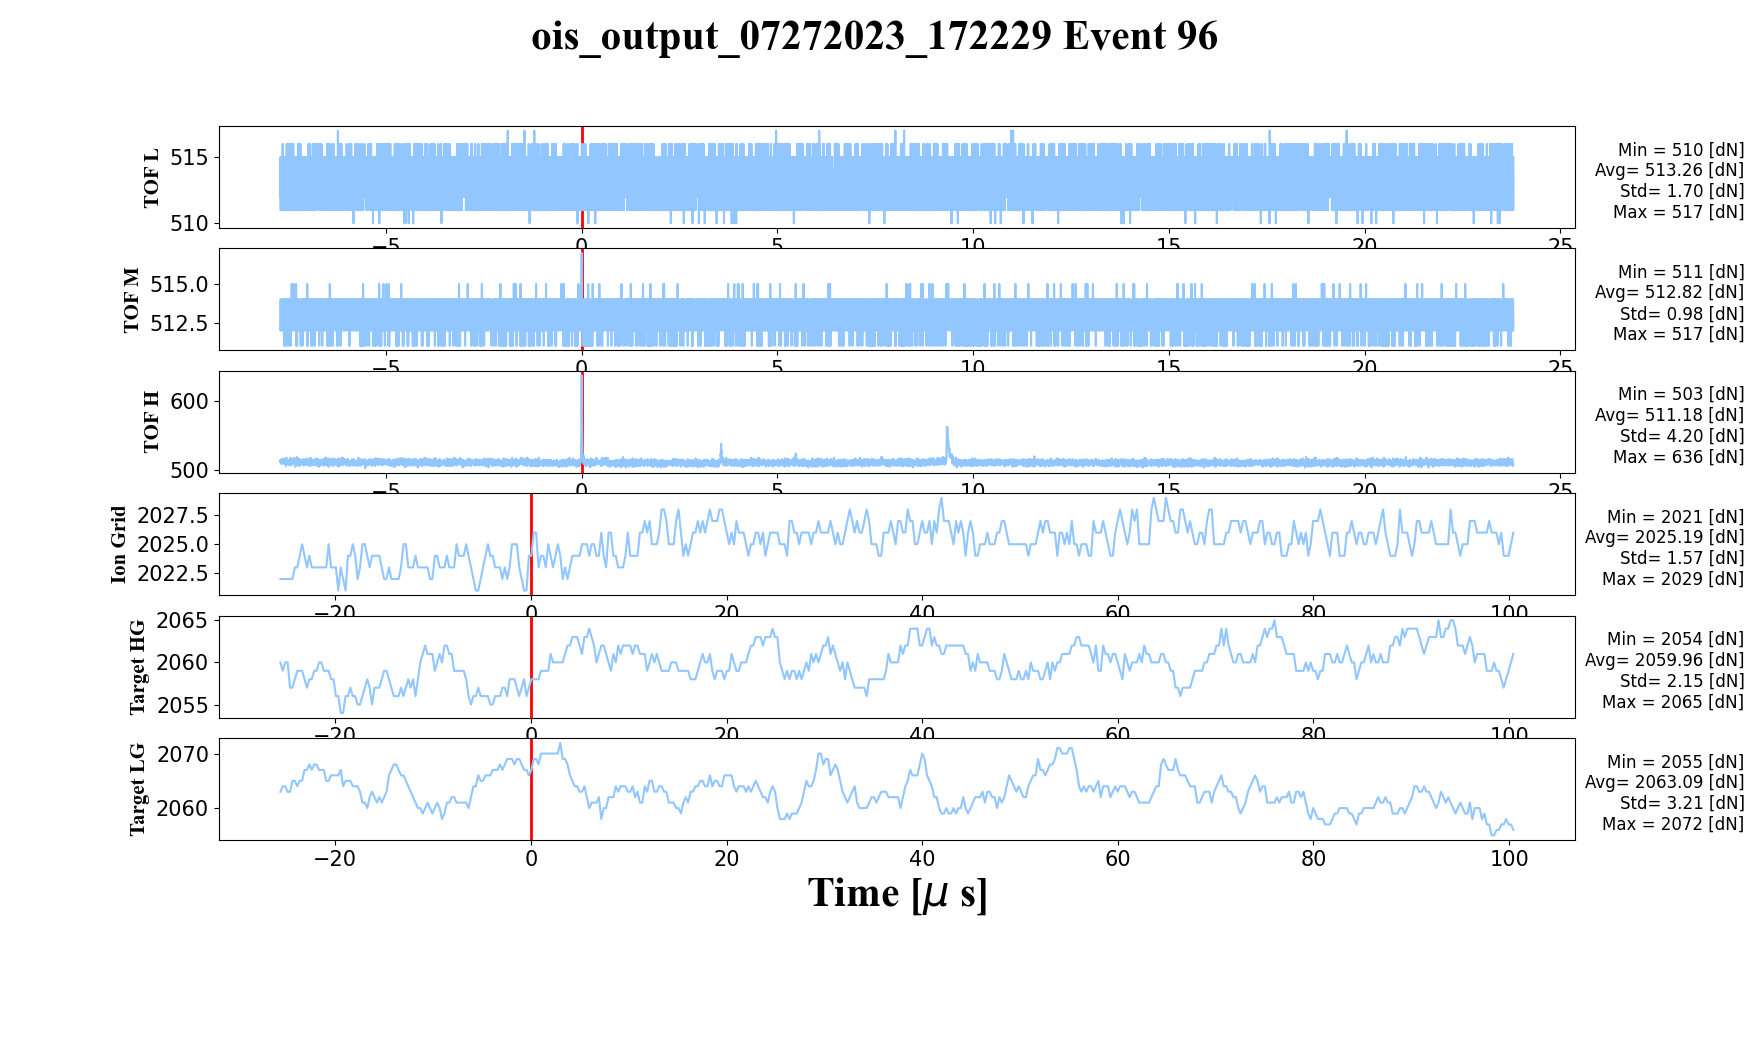 ois_output_07272023_172229 Event 96
TOF L
515
510
−5
0
5
10
15
20
25
Min = 510 [dN]
Avg= 513.26 [dN]
Std= 1.70 [dN]
Max = 517 [dN]
TOF M
515.0
512.5
−5
0
5
10
15
20
25
Min = 511 [dN]
Avg= 512.82 [dN]
Std= 0.98 [dN]
Max = 517 [dN]
TOF H
600
500
−5
0
5
10
15
20
25
Min = 503 [dN]
Avg= 511.18 [dN]
Std= 4.20 [dN]
Max = 636 [dN]
Ion Grid
2027.5
2025.0
2022.5
−20
0
20
40
60
80
100
Min = 2021 [dN]
Avg= 2025.19 [dN]
Std= 1.57 [dN]
Max = 2029 [dN]
Target HG
2065
2060
2055
−20
0
20
40
60
80
100
Min = 2054 [dN]
Avg= 2059.96 [dN]
Std= 2.15 [dN]
Max = 2065 [dN]
Target LG
2070
2060
−20
0
20
40
60
80
100
Min = 2055 [dN]
Avg= 2063.09 [dN]
Std= 3.21 [dN]
Max = 2072 [dN]
Time [μ s]